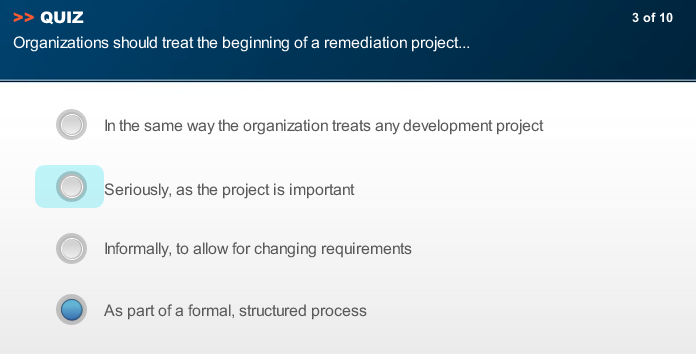 >> QUIZ
3 of 10
Organizations should treat the beginning of a remediation project...
In the same way the organization treats any development project
Seriously, as the project is important
Informally, to allow for changing requirements
As part of a formal, structured process